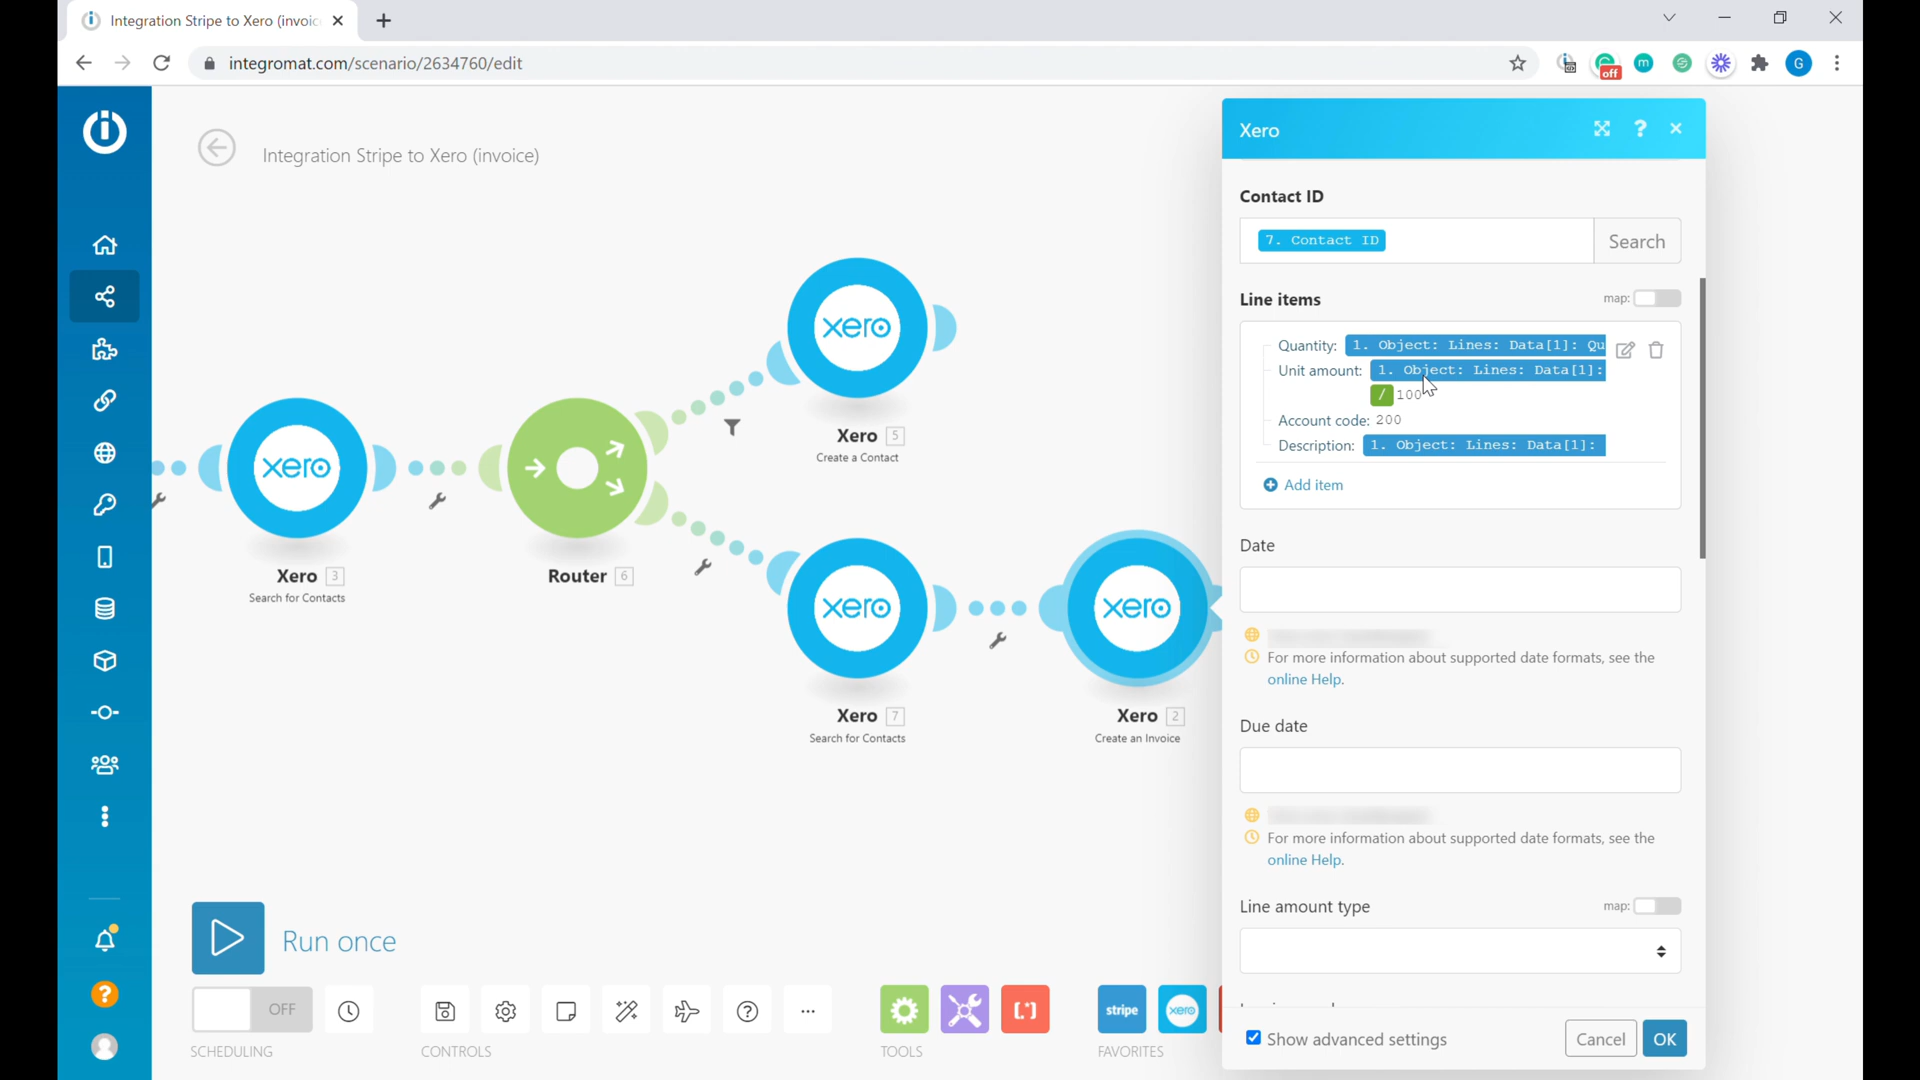 Integration Stripe to Xero (invoic
integromat.com/scenario/2634760/edit
off
m
G
Integration Stripe to Xero (invoice)
Xero
?
Contact ID
7. Contact ID
Search
Line items
map:
Quantity: 1. Object: Lines: Data[1]: Qu
Unit amount: 1. Object: Lines: Data[1]:
/ 100
Account code: 200
Description: 1. Object: Lines: Data[1]:
Add item
Date
For more information about supported date formats, see the
online Help.
Due date
For more information about supported date formats, see the
online Help.
Line amount type
map:
Show advanced settings
Cancel
OK
xero
Xero 5
Create a Contact
xero
Xero 3
Search for Contacts
Router 6
xero
Xero 7
Search for Contacts
xero
Xero 2
Create an Invoice
Run once
OFF
SCHEDULING
?
...
CONTROLS
[.*]
TOOLS
stripe
xero
FAVORITES
?